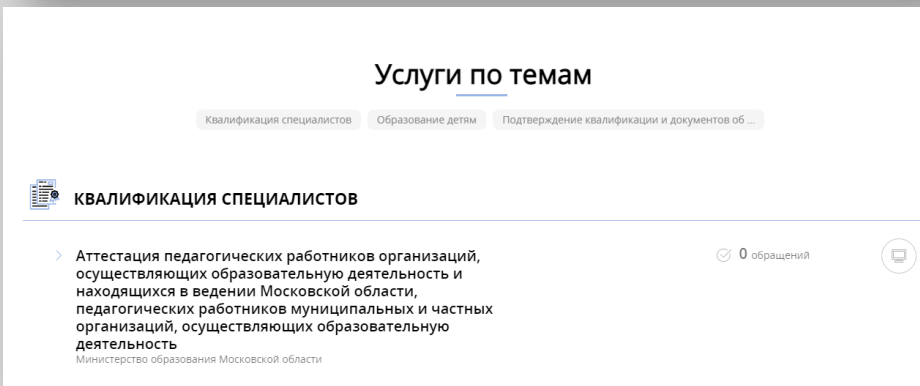 Услуги по темам
Квалификация специалистов Образование детям Подтверждение квалификации и документов об ...
КВАЛИФИКАЦИЯ СПЕЦИАЛИСТОВ
Аттестация педагогических работников организаций, 0 обращений
осуществляющих образовательную деятельность и
находящихся в ведении Московской области,
педагогических работников муниципальных и частных
организаций, осуществляющих образовательную
деятельность
Министерство образования Московской области